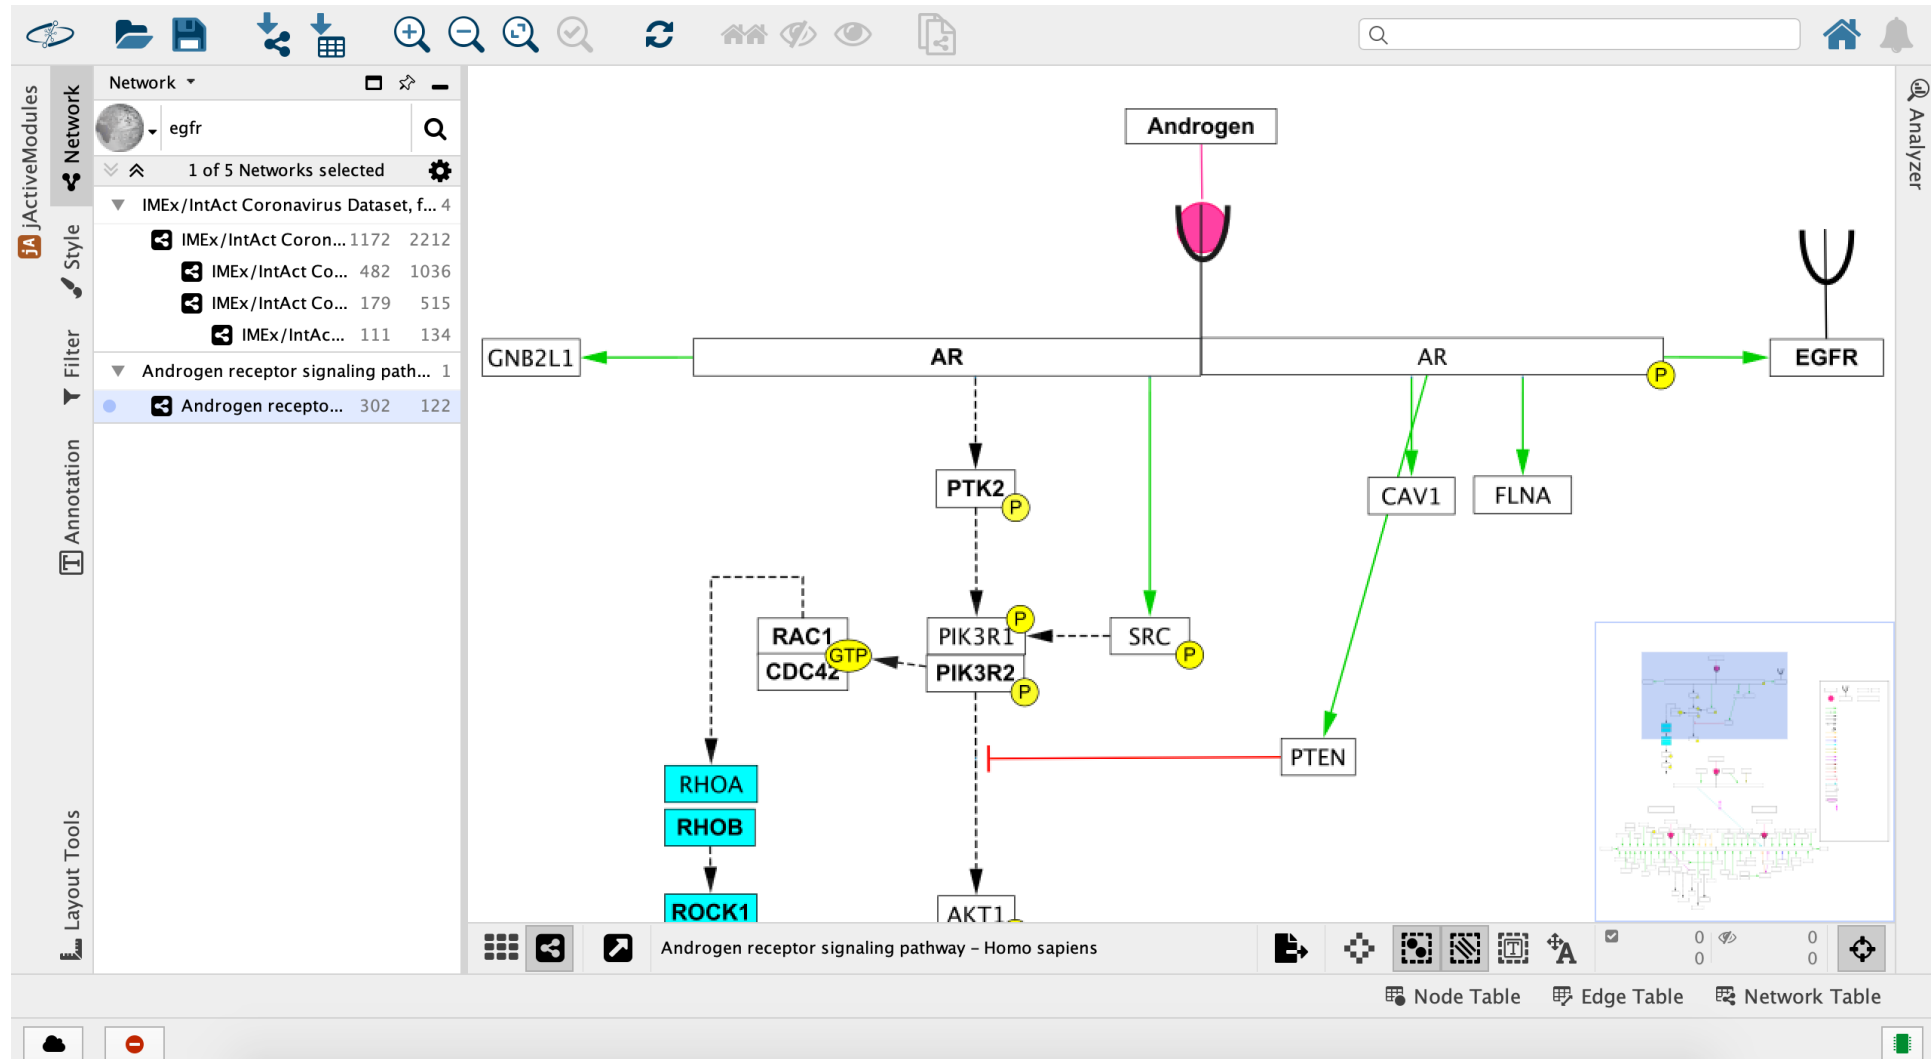 Network
egfr
1 of 5 Networks selected
IMEx/IntAct Coronavirus Dataset, f... 4
IMEx/IntAct Coron... 1172 2212
IMEx/IntAct Co... 482 1036
IMEx/IntAct Co... 179 515
IMEx/IntAc... 111 134
Androgen receptor signaling path... 1
Androgen recepto... 302 122
jA jActiveModules
Network
Style
Filter
T Annotation
Layout Tools
Analyzer
Androgen
GNB2L1
AR
AR
P
EGFR
PTK2
P
CAV1
FLNA
RAC1
CDC42
GTP
PIK3R1
P
PIK3R2
P
SRC
P
PTEN
RHOA
RHOB
ROCK1
AKT1
Androgen receptor signaling pathway – Homo sapiens
T
A
0 0
0 0
Node Table
Edge Table
Network Table